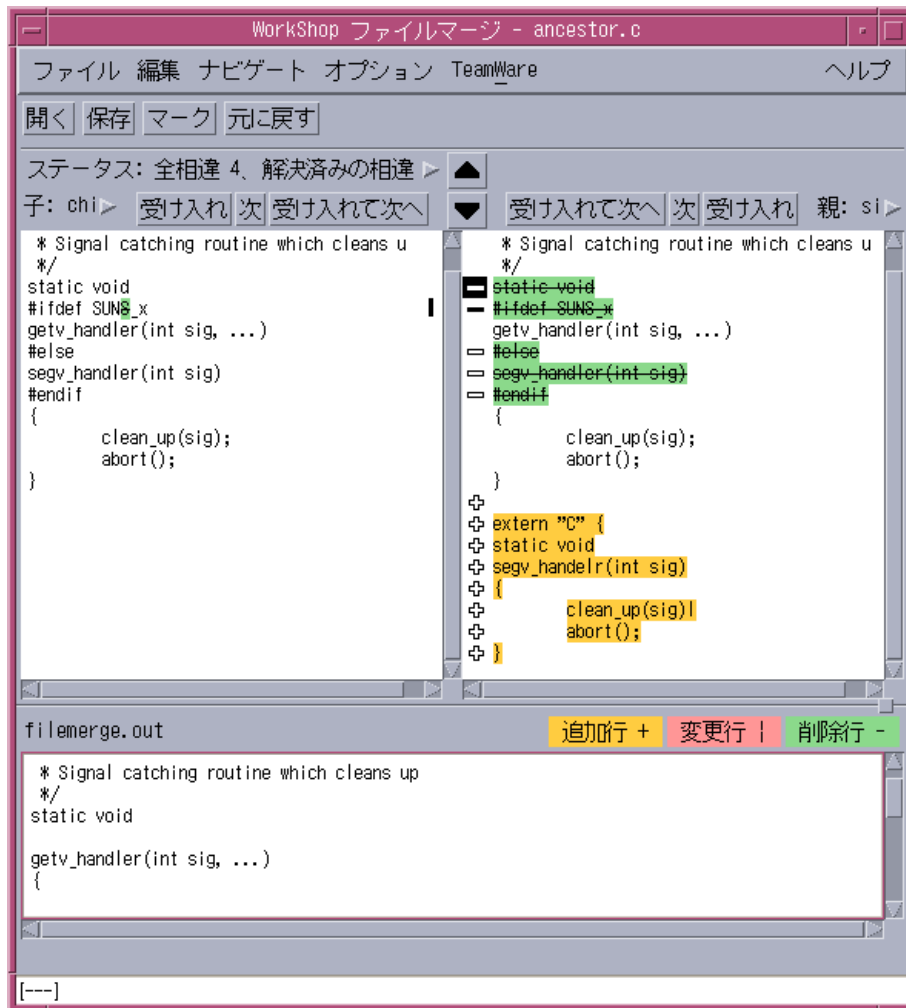 WorkShop ファイルマージ - ancestor.c
ファイル 編集 ナビゲート オプション TeamWare ヘルプ
開く 保存 マーク 元に戻す
ステータス: 全相違 4、解決済みの相違
子: chi 受け入れ 次 受け入れて次へ 受け入れて次へ 次 受け入れ 親: si
* Signal catching routine which cleans u
*/
static void
#ifdef SUN8_x
getv_handler(int sig, ...)
#else
segv_handler(int sig)
#endif
{
clean_up(sig);
abort();
}
* Signal catching routine which cleans u
*/
static void
#ifdef SUNS_x
getv_handler(int sig, ...)
#else
segv_handler(int sig)
#endif
{
clean_up(sig);
abort();
}
extern "C" {
static void
segv_handelr(int sig)
{
clean_up(sig)|
abort();
}
filemerge.out 追加行 + 変更行 | 削除行 -
* Signal catching routine which cleans up
*/
static void
getv_handler(int sig, ...)
{
[---]